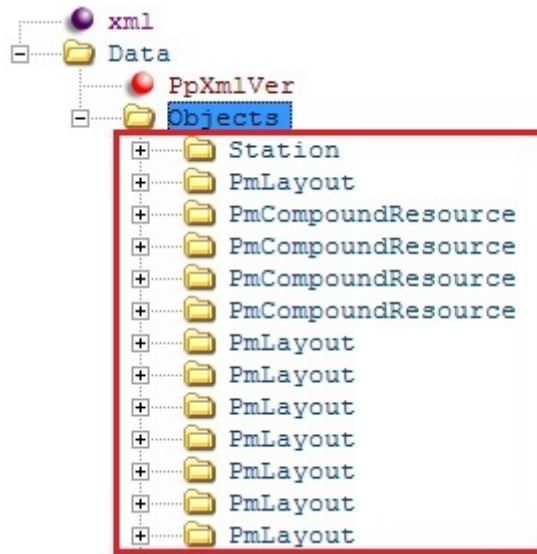 xml
Data
PpXmlVer
Objects
Station
PmLayout
PmCompoundResource
PmCompoundResource
PmCompoundResource
PmCompoundResource
PmLayout
PmLayout
PmLayout
PmLayout
PmLayout
PmLayout
PmLayout